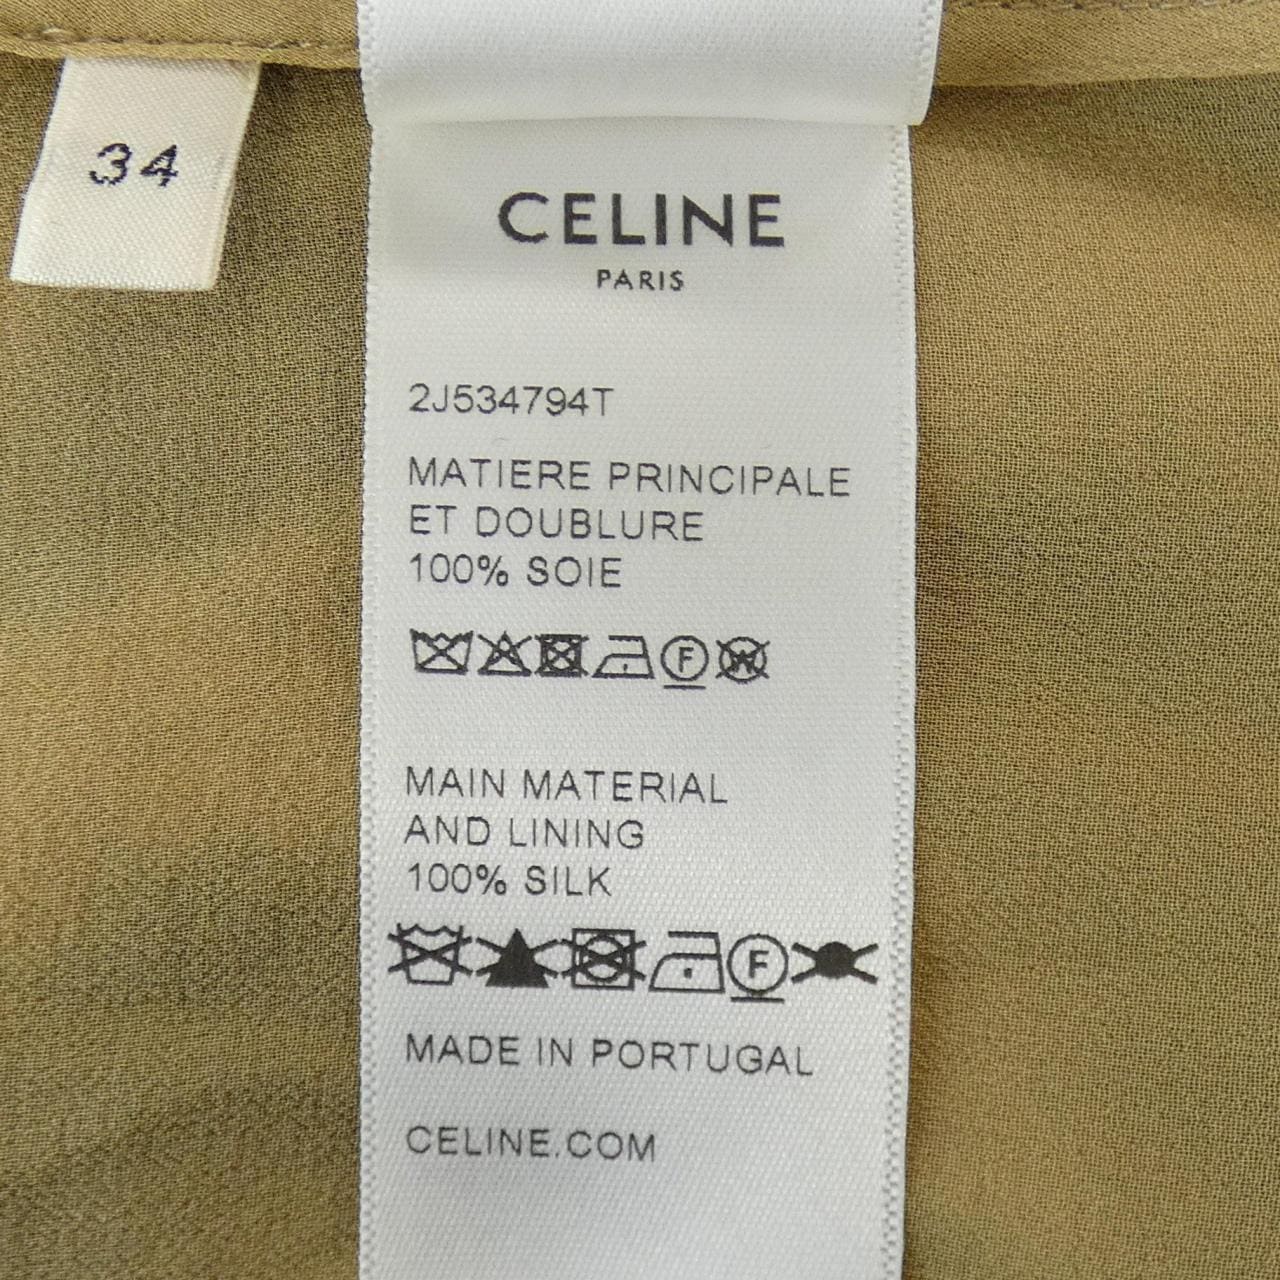 34
CELINE
PARIS
2J534794T
MATIERE PRINCIPALE
ET DOUBLURE
100% SOIE
F W
MAIN MATERIAL
AND LINING
100% SILK
F
MADE IN PORTUGAL
CELINE.COM